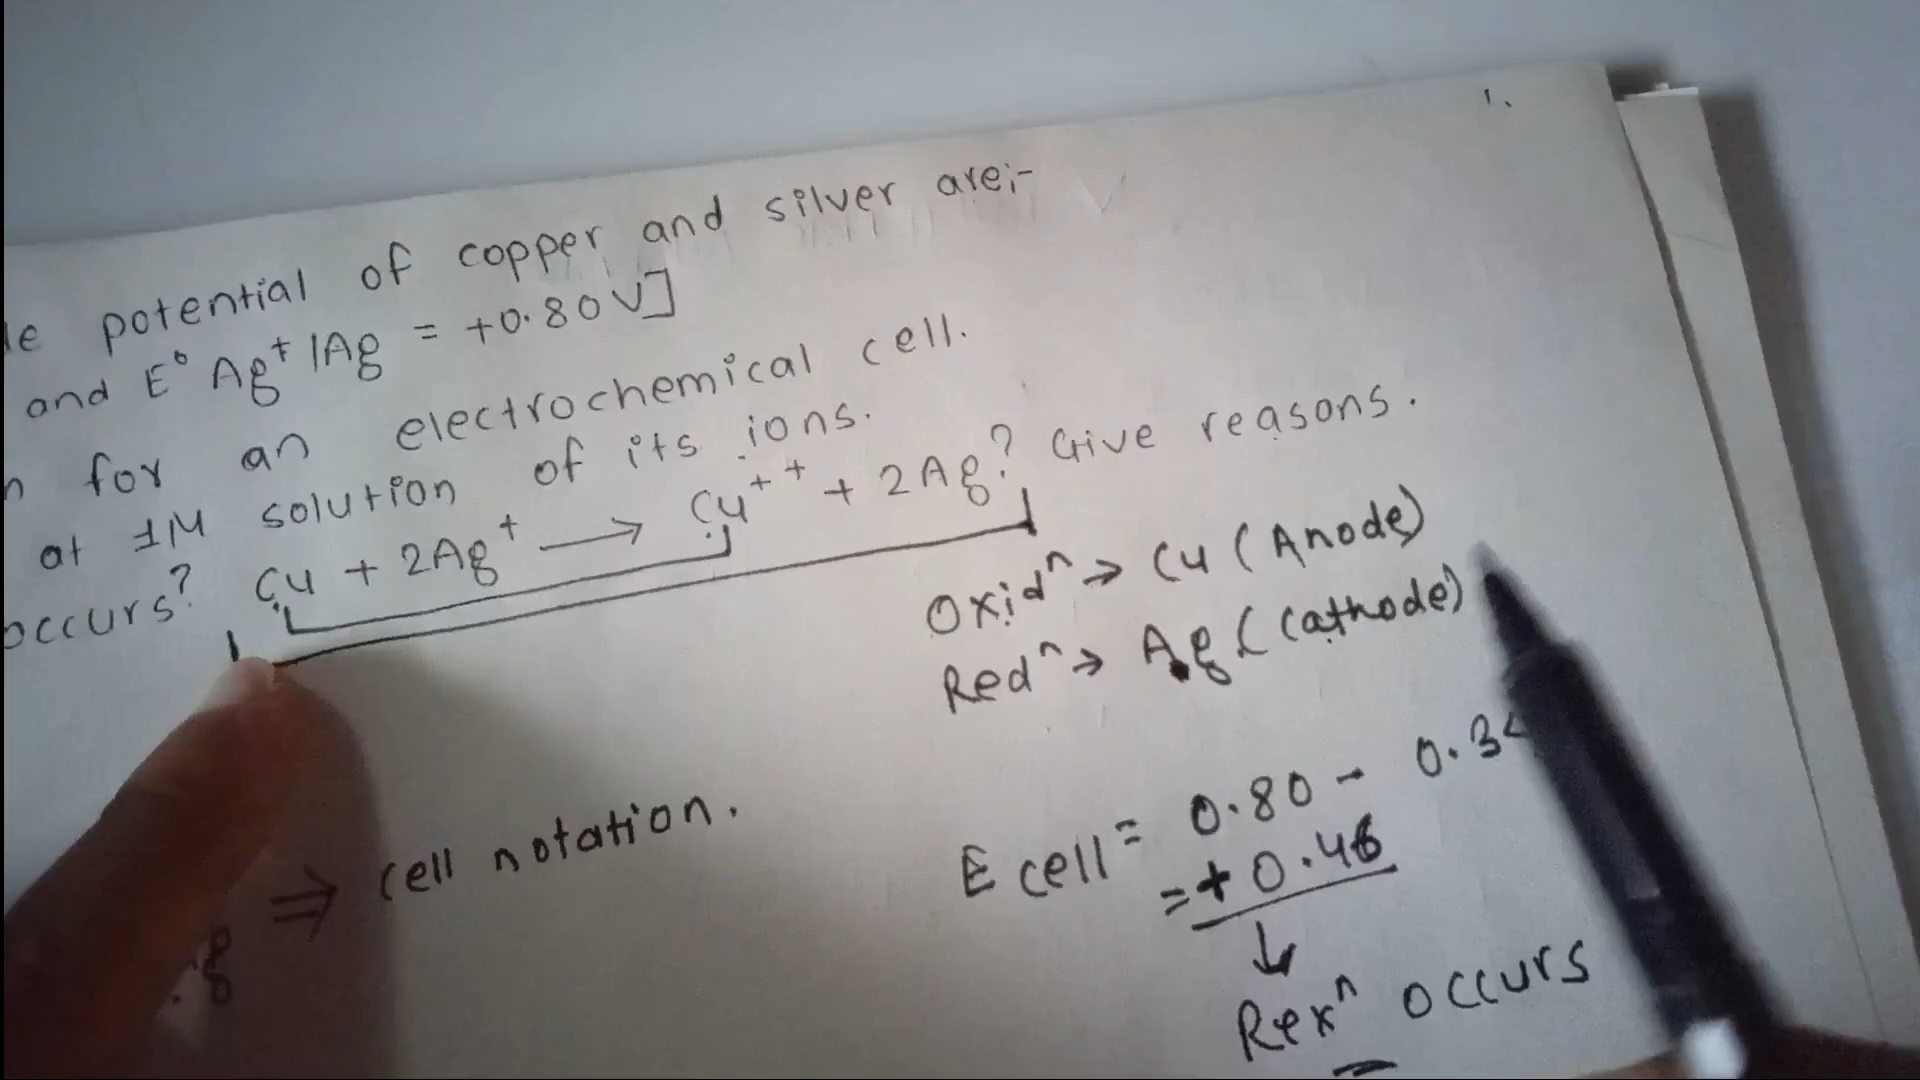 potential of copper and silver are;-
and E° Ag⁺ |Ag = +0.80V]
for an electrochemical cell.
at 1M solution of its ions.
occurs? Cu + 2Ag⁺ → Cu⁺⁺ + 2Ag? Give reasons.
Oxidⁿ → Cu (Anode)
Redⁿ → Ag (Cathode)
⇒ cell notation.
E cell = 0.80 - 0.34
= + 0.46
↓
Rexⁿ occurs